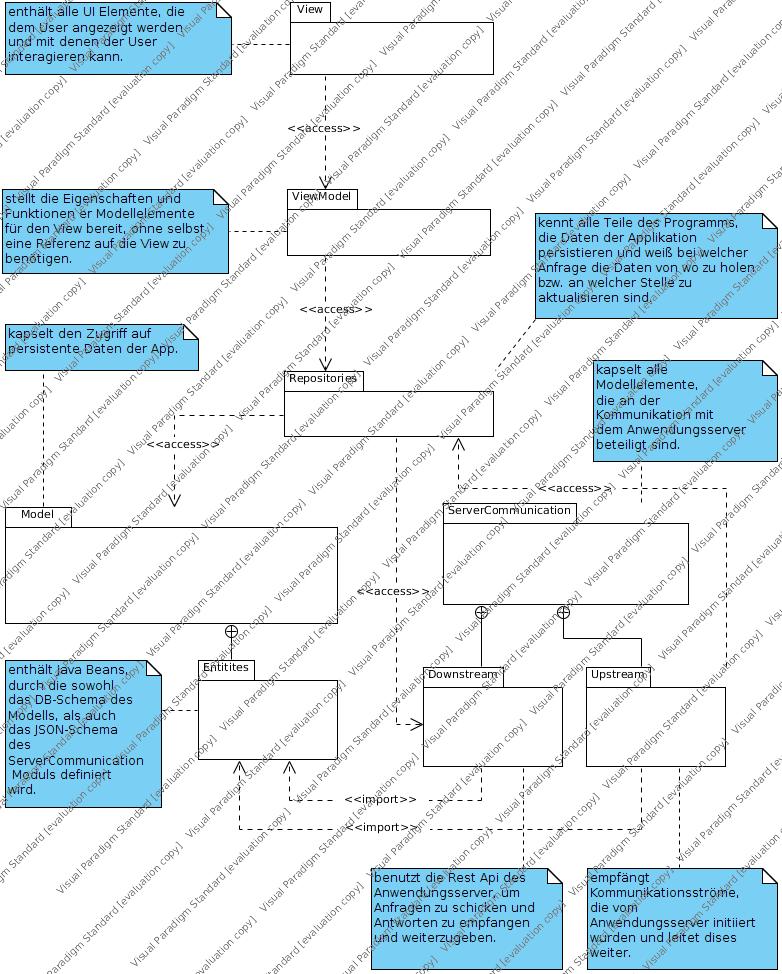 enthält alle UI Elemente, die
dem User angezeigt werden
und mit denen der User
interagieren kann.
View
<<access>>
stellt die Eigenschaften und
Funktionen er Modellelemente
für den View bereit, ohne selbst
eine Referenz auf die View zu
benötigen.
ViewModel
kennt alle Teile des Programms,
die Daten der Applikation
persistieren und weiß bei welcher
Anfrage die Daten von wo zu holen
bzw. an welcher Stelle zu
aktualisieren sind.
<<access>>
kapselt den Zugriff auf
persistente Daten der App.
Repositories
kapselt alle
Modellelemente,
die an der
Kommunikation mit
dem Anwendungsserver
beteiligt sind.
<<access>>
<<access>>
Model
ServerCommunication
<<access>>
enthält Java Beans,
durch die sowohl
das DB-Schema des
Modells, als auch
das JSON-Schema
des
ServerCommunication
Moduls definiert
wird.
Entitites
Downstream
Upstream
<<import>>
<<import>>
benutzt die Rest Api des
Anwendungsserver, um
Anfragen zu schicken und
Antworten zu empfangen
und weiterzugeben.
empfängt
Kommunikationsströme,
die vom
Anwendungsserver initiiert
wurden und leitet dises
weiter.
Visual Paradigm Standard [evaluation copy]